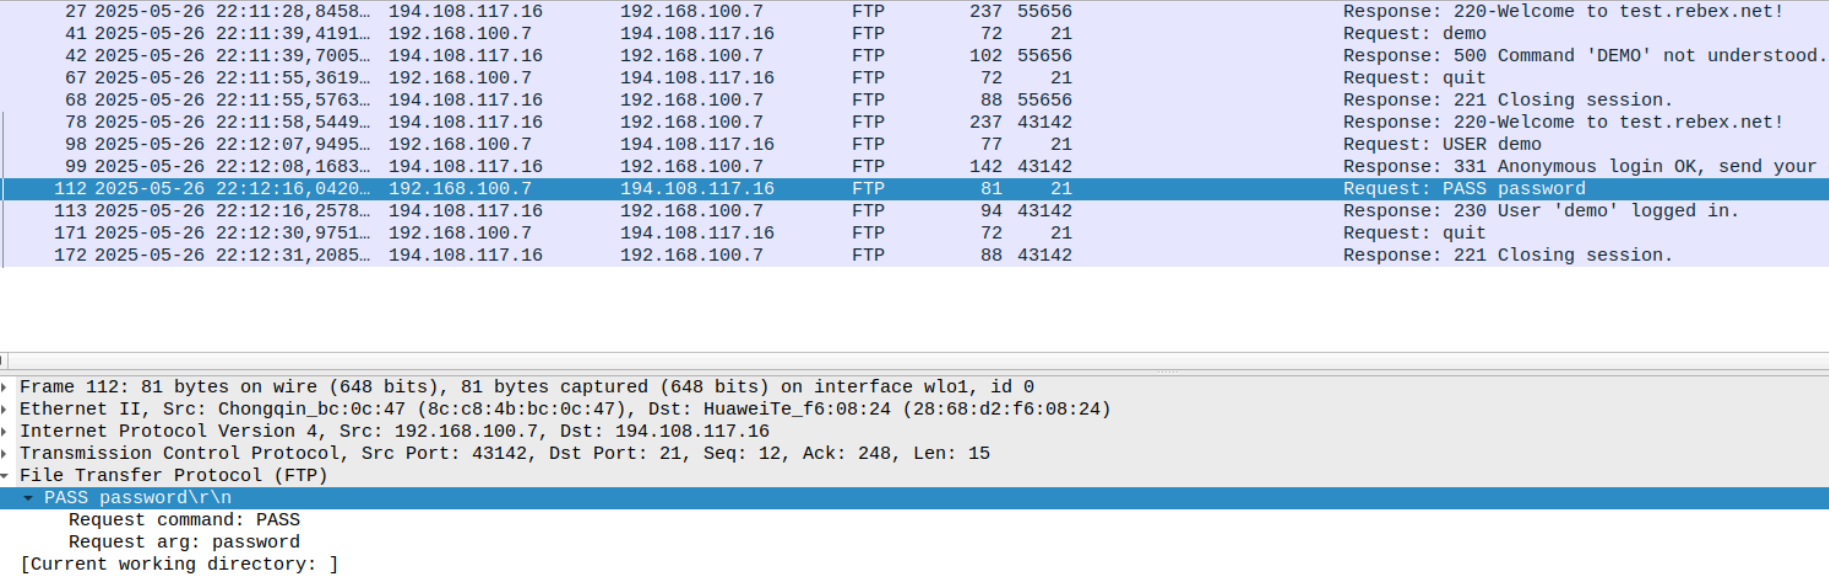 27 2025-05-26 22:11:28,8458… 194.108.117.16 192.168.100.7 FTP 237 55656 Response: 220-Welcome to test.rebex.net!
41 2025-05-26 22:11:39,4191… 192.168.100.7 194.108.117.16 FTP 72 21 Request: demo
42 2025-05-26 22:11:39,7005… 194.108.117.16 192.168.100.7 FTP 102 55656 Response: 500 Command 'DEMO' not understood.
67 2025-05-26 22:11:55,3619… 192.168.100.7 194.108.117.16 FTP 72 21 Request: quit
68 2025-05-26 22:11:55,5763… 194.108.117.16 192.168.100.7 FTP 88 55656 Response: 221 Closing session.
78 2025-05-26 22:11:58,5449… 194.108.117.16 192.168.100.7 FTP 237 43142 Response: 220-Welcome to test.rebex.net!
98 2025-05-26 22:12:07,9495… 192.168.100.7 194.108.117.16 FTP 77 21 Request: USER demo
99 2025-05-26 22:12:08,1683… 194.108.117.16 192.168.100.7 FTP 142 43142 Response: 331 Anonymous login OK, send your
112 2025-05-26 22:12:16,0420… 192.168.100.7 194.108.117.16 FTP 81 21 Request: PASS password
113 2025-05-26 22:12:16,2578… 194.108.117.16 192.168.100.7 FTP 94 43142 Response: 230 User 'demo' logged in.
171 2025-05-26 22:12:30,9751… 192.168.100.7 194.108.117.16 FTP 72 21 Request: quit
172 2025-05-26 22:12:31,2085… 194.108.117.16 192.168.100.7 FTP 88 43142 Response: 221 Closing session.
Frame 112: 81 bytes on wire (648 bits), 81 bytes captured (648 bits) on interface wlo1, id 0
Ethernet II, Src: Chongqin_bc:0c:47 (8c:c8:4b:bc:0c:47), Dst: HuaweiTe_f6:08:24 (28:68:d2:f6:08:24)
Internet Protocol Version 4, Src: 192.168.100.7, Dst: 194.108.117.16
Transmission Control Protocol, Src Port: 43142, Dst Port: 21, Seq: 12, Ack: 248, Len: 15
File Transfer Protocol (FTP)
PASS password\r\n
Request command: PASS
Request arg: password
[Current working directory: ]